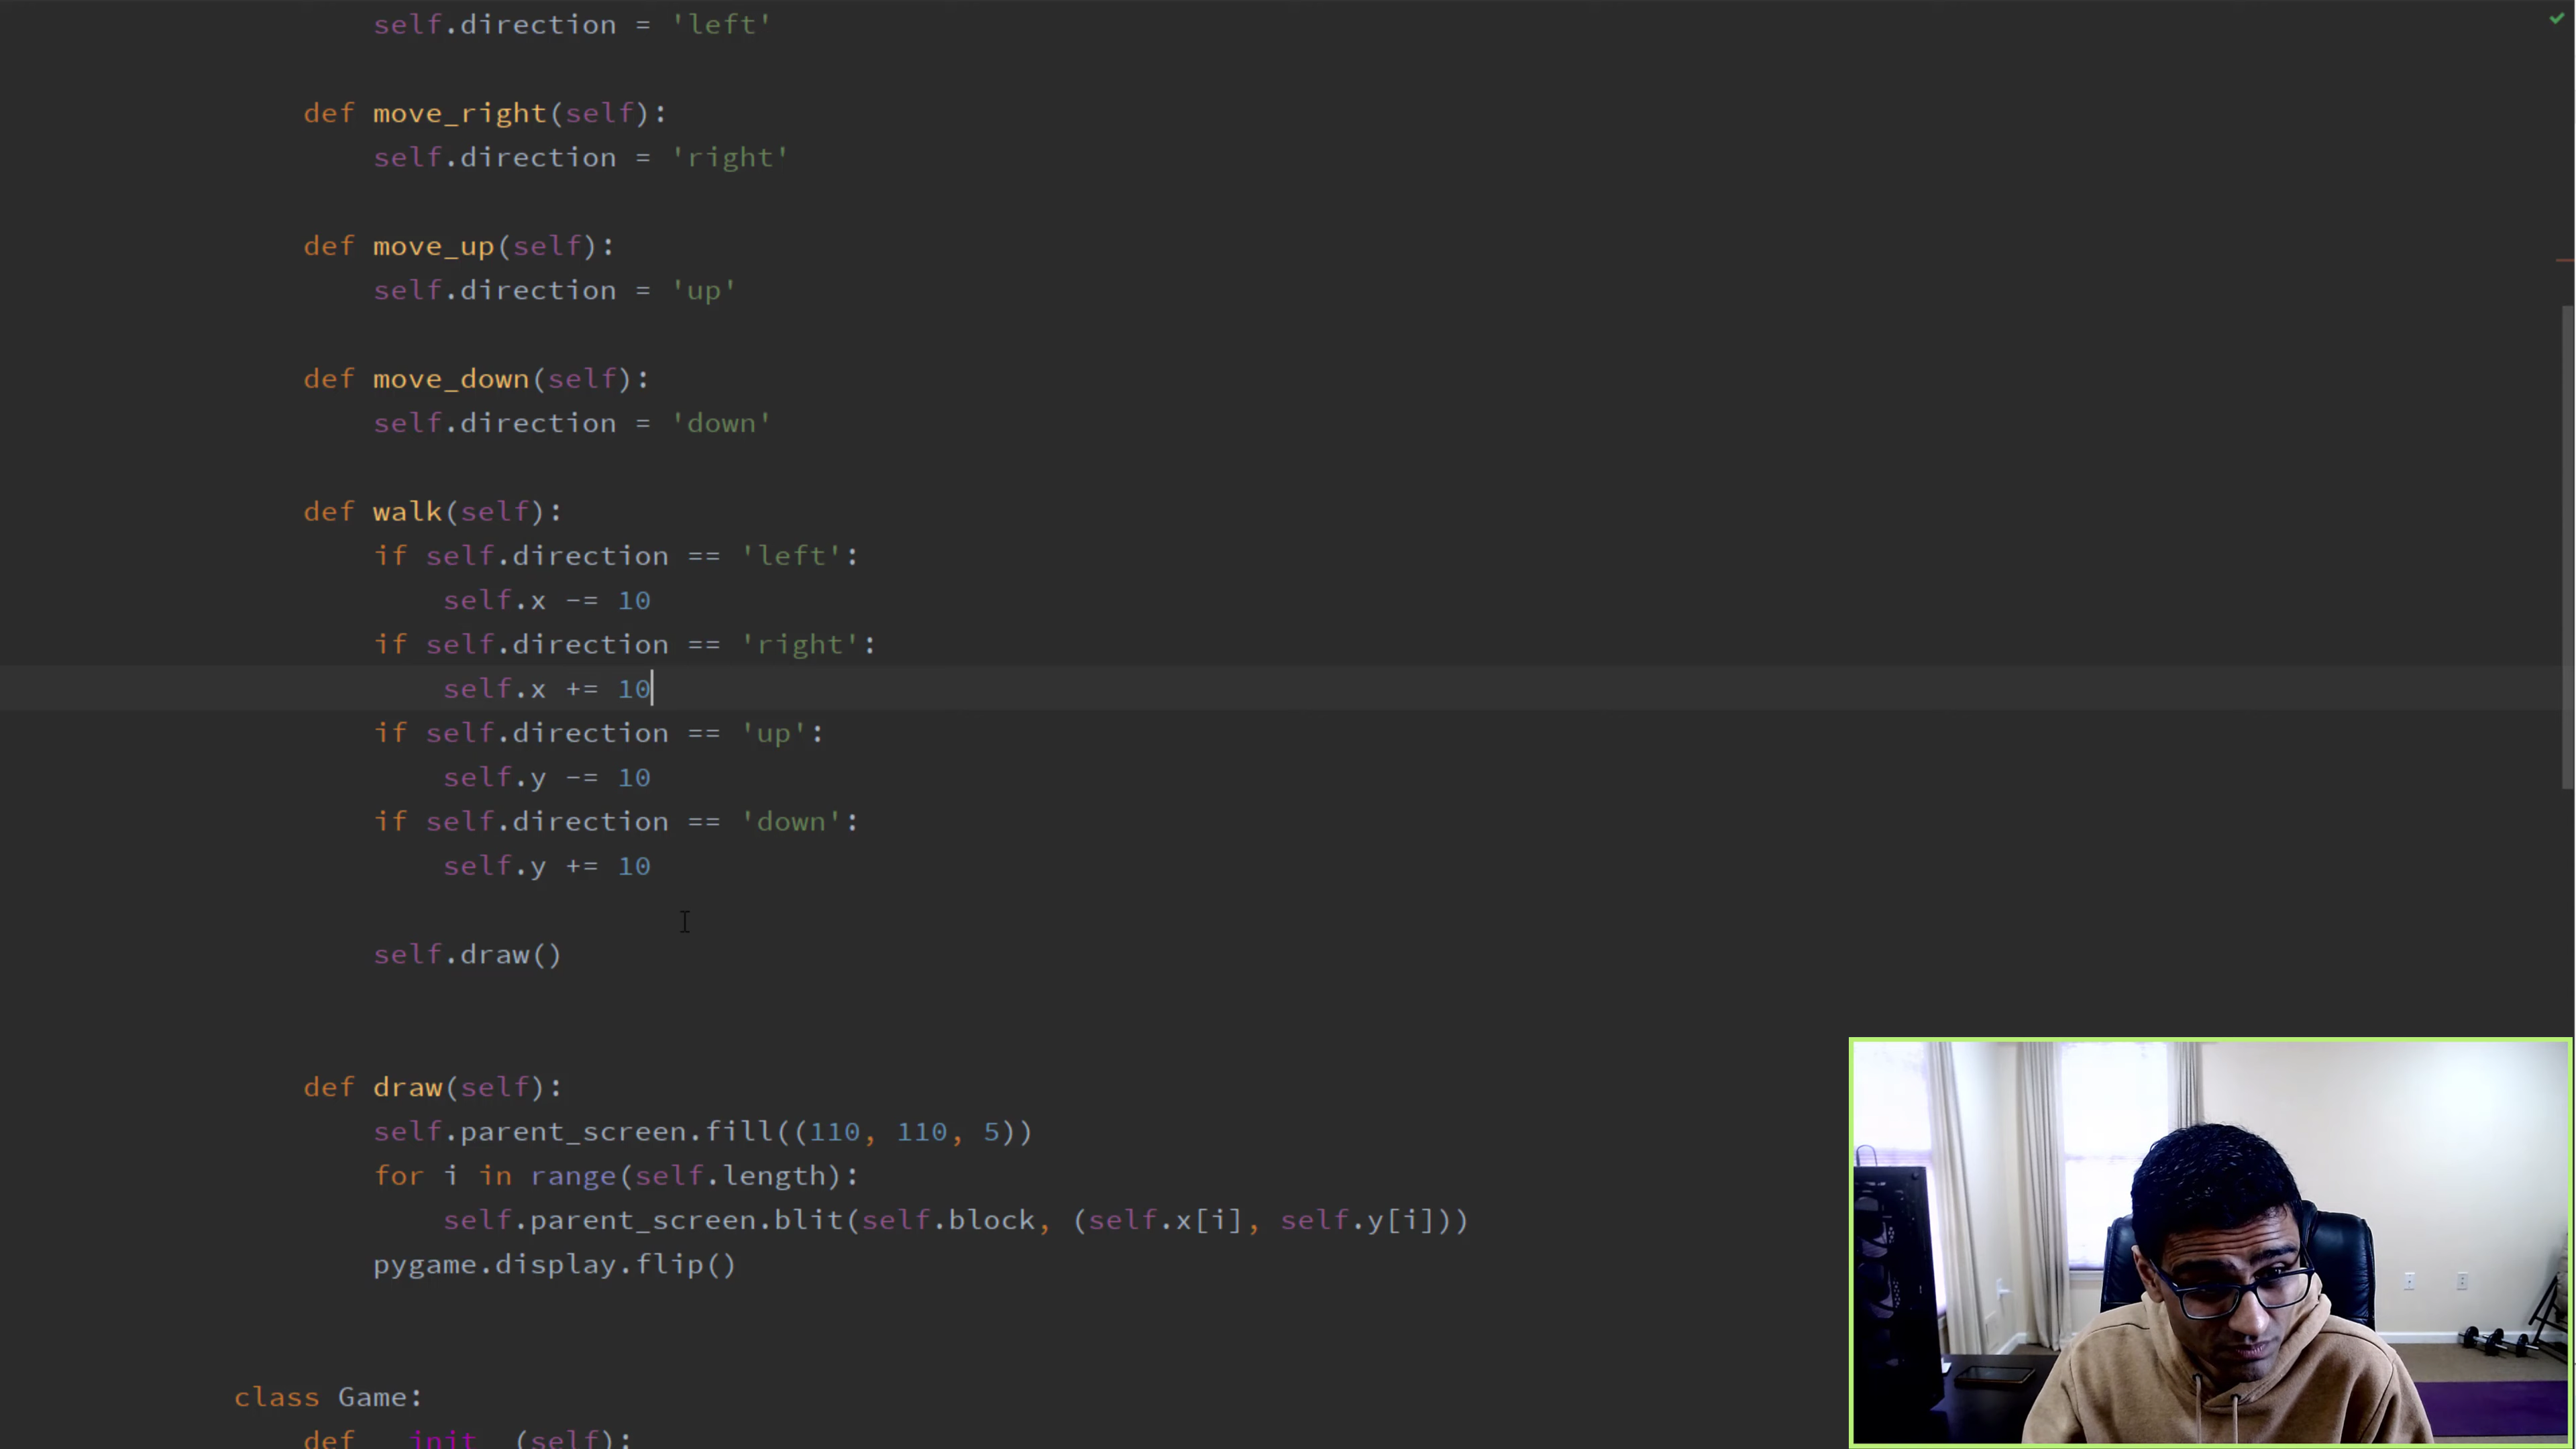 self.direction = 'left'
def move_right(self):
self.direction = 'right'
def move_up(self):
self.direction = 'up'
def move_down(self):
self.direction = 'down'
def walk(self):
if self.direction == 'left':
self.x -= 10
if self.direction == 'right':
self.x += 10
if self.direction == 'up':
self.y -= 10
if self.direction == 'down':
self.y += 10
self.draw()
def draw(self):
self.parent_screen.fill((110, 110, 5))
for i in range(self.length):
self.parent_screen.blit(self.block, (self.x[i], self.y[i]))
pygame.display.flip()
class Game:
def __init__(self):